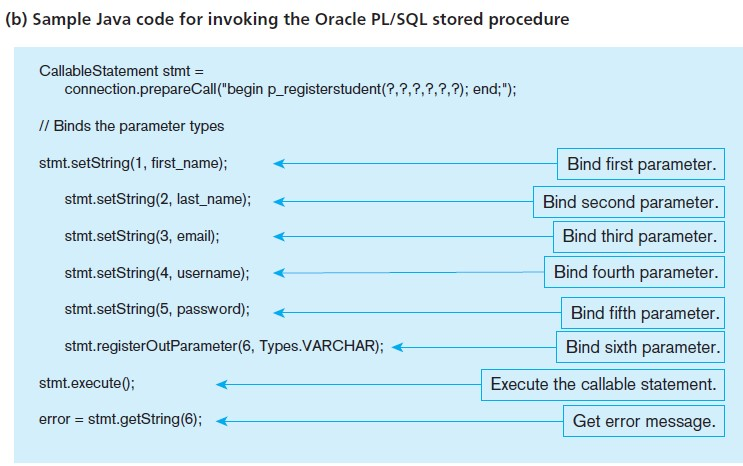 (b) Sample Java code for invoking the Oracle PL/SQL stored procedure
CallableStatement stmt =
connection.prepareCall("begin p_registerstudent(?,?,?,?,?,?); end;");
// Binds the parameter types
stmt.setString(1, first_name);
Bind first parameter.
stmt.setString(2, last_name);
Bind second parameter.
stmt.setString(3, email);
Bind third parameter.
stmt.setString(4, username);
Bind fourth parameter.
stmt.setString(5, password);
Bind fifth parameter.
stmt.registerOutParameter(6, Types.VARCHAR);
Bind sixth parameter.
stmt.execute();
Execute the callable statement.
error = stmt.getString(6);
Get error message.